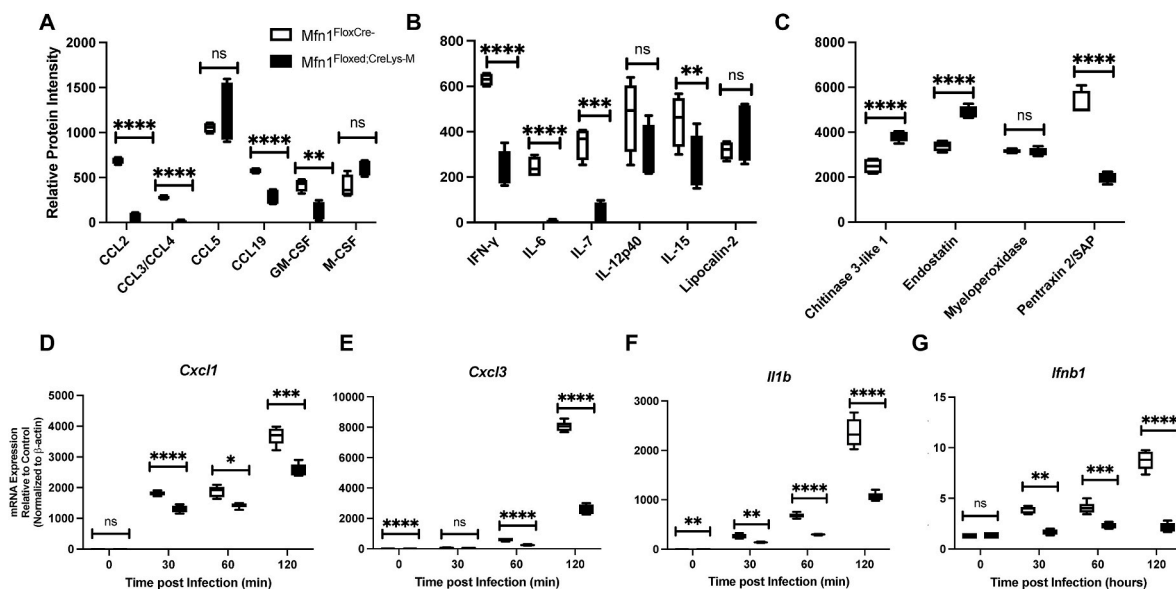 A
Relative Protein Intensity
2000
1500
1000
500
0
Mfn1FloxCre-
Mfn1Floxed;CreLys-M
****
****
ns
****
**
ns
CCL2
CCL3/CCL4
CCL5
CCL19
GM-CSF
M-CSF
B
800
600
400
200
0
****
****
***
ns
**
ns
IFN-γ
IL-6
IL-7
IL-12p40
IL-15
Lipocalin-2
C
8000
6000
4000
2000
0
****
****
ns
****
Chitinase 3-like 1
Endostatin
Myeloperoxidase
Pentraxin 2/SAP
D
Cxcl1
mRNA Expression
Relative to Control
(Normalized to β-actin)
5000
4000
3000
2000
1000
0
ns
****
*
***
0
30
60
120
Time post Infection (min)
E
Cxcl3
10000
8000
6000
4000
2000
0
****
ns
****
****
0
30
60
120
Time post Infection (min)
F
Il1b
3000
2000
1000
0
**
**
****
****
0
30
60
120
Time post Infection (min)
G
Ifnb1
15
10
5
0
ns
**
***
****
0
30
60
120
Time post Infection (hours)